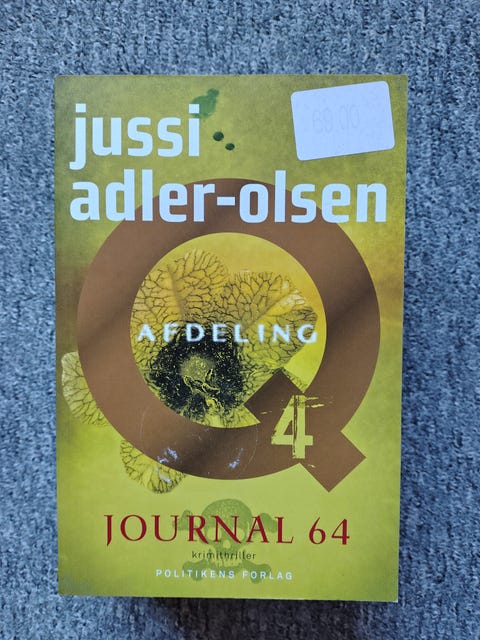 jussi
adler-olsen
Q
AFDELING
4
JOURNAL 64
krimithriller
POLITIKENS FORLAG